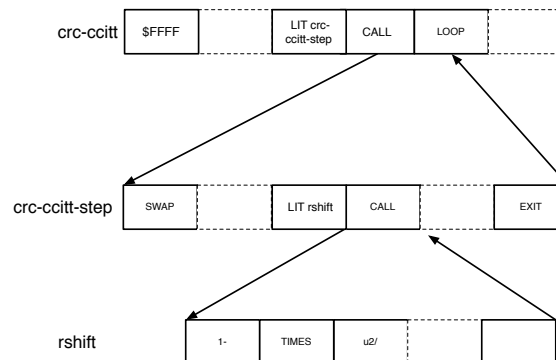 crc-ccitt $FFFF LIT crc-
ccitt-step CALL LOOP
crc-ccitt-step SWAP LIT rshift CALL EXIT
rshift 1- TIMES u2/